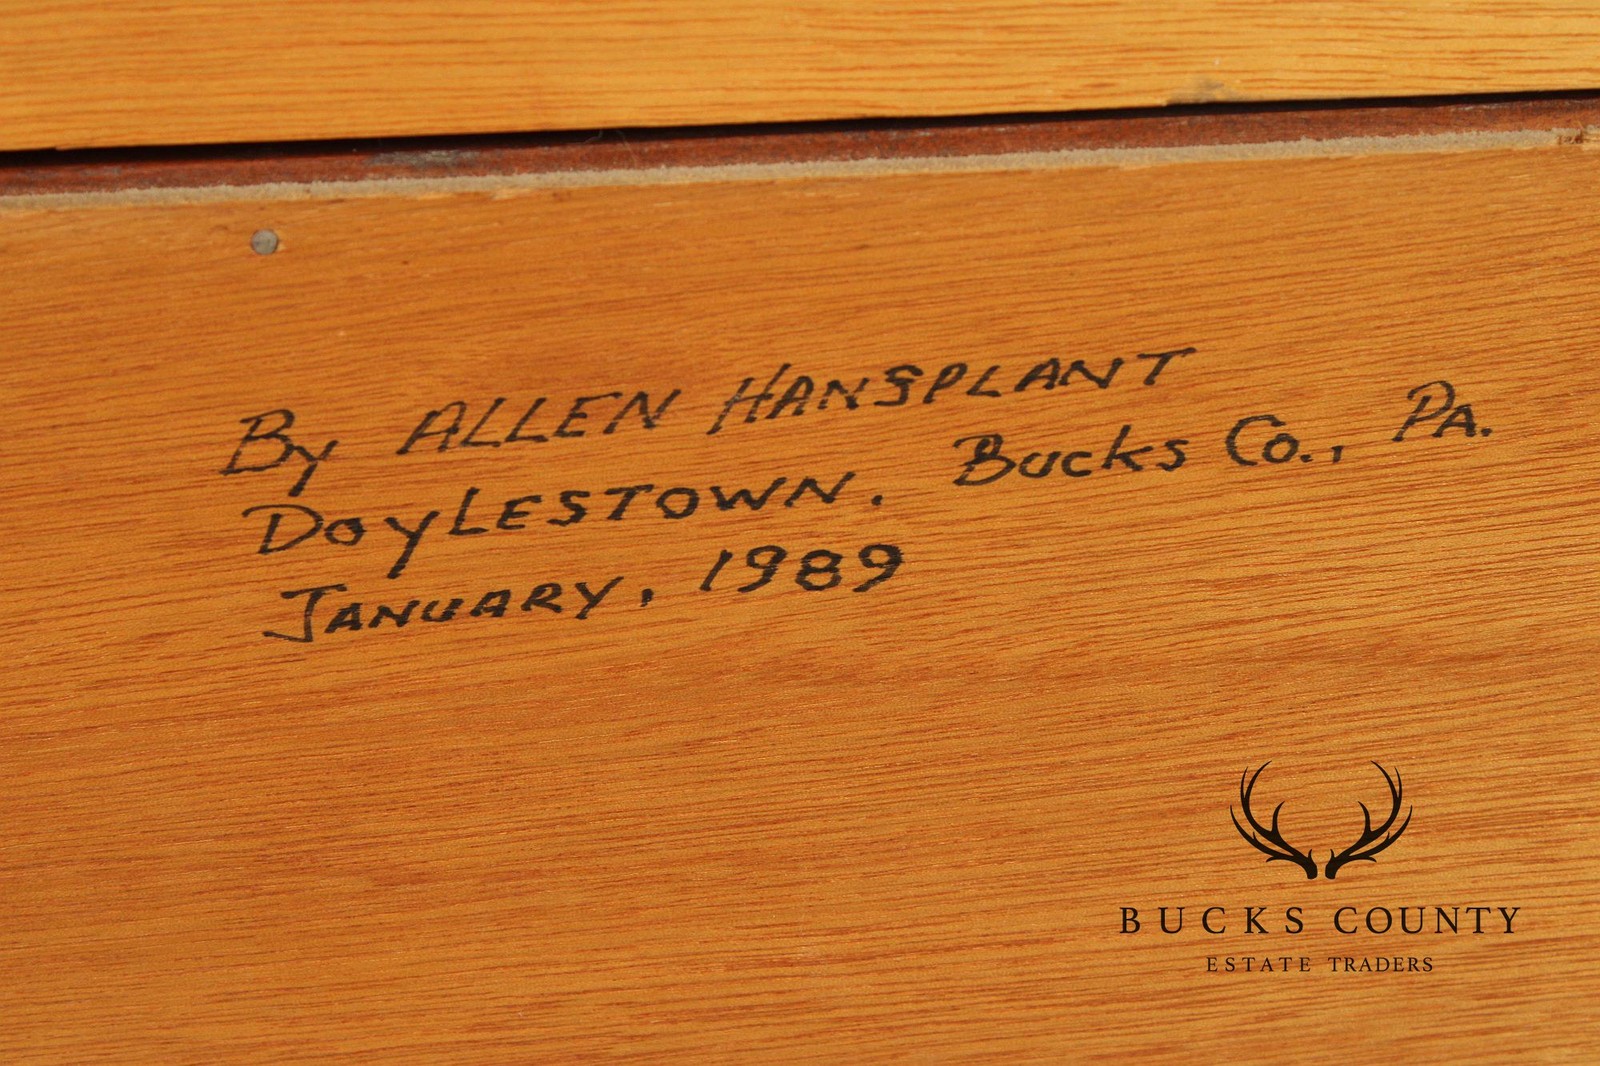 By ALLEN HANSPLANT
DoyLESTOWN. Bucks Co., PA.
JANUARY, 1989
BUCKS COUNTY
ESTATE TRADERS